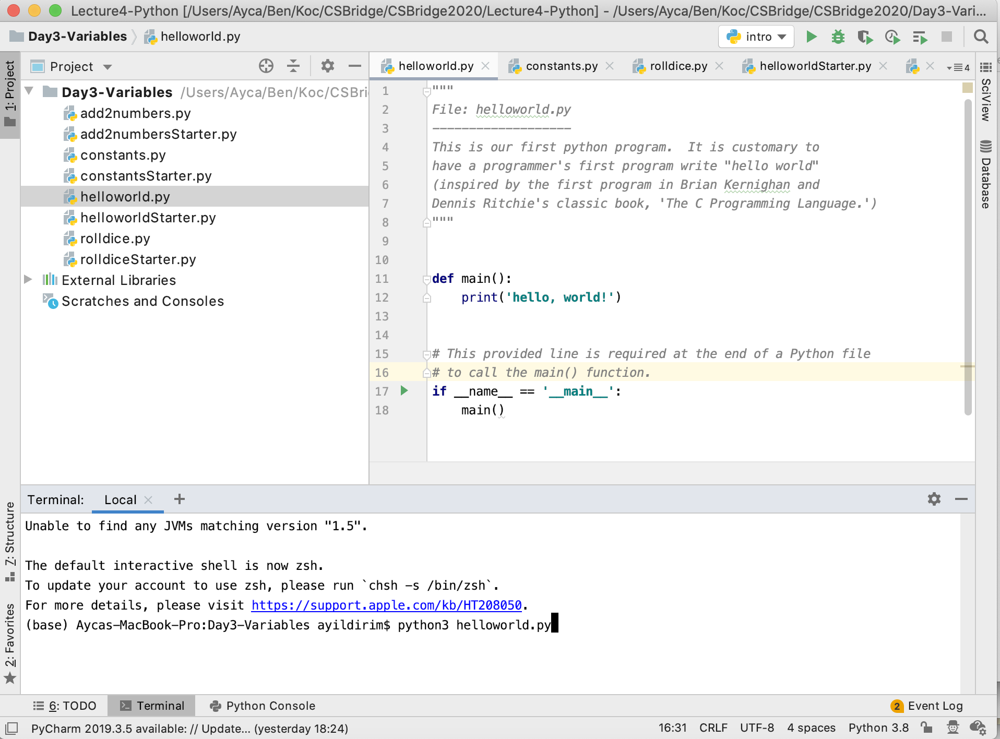 Lecture4-Python [/Users/Ayca/Ben/Koc/CSBridge/CSBridge2020/Lecture4-Python] - /Users/Ayca/Ben/Koc/CSBridge/CSBridge2020/Day3-Vari...
Day3-Variables helloworld.py
intro
1: Project
Project
helloworld.py
constants.py
rolldice.py
helloworldStarter.py
4
SciView
Database
Day3-Variables /Users/Ayca/Ben/Koc/CSBri
add2numbers.py
add2numbersStarter.py
constants.py
constantsStarter.py
helloworld.py
helloworldStarter.py
rolldice.py
rolldiceStarter.py
External Libraries
Scratches and Consoles
1 """
2 File: helloworld.py
3 -------------------
4 This is our first python program.  It is customary to
5 have a programmer's first program write "hello world"
6 (inspired by the first program in Brian Kernighan and
7 Dennis Ritchie's classic book, 'The C Programming Language.')
8 """
9
10
11 def main():
12     print('hello, world!')
13
14
15 # This provided line is required at the end of a Python file
16 # to call the main() function.
17 if __name__ == '__main__':
18     main()
Terminal: Local
Unable to find any JVMs matching version "1.5".
The default interactive shell is now zsh.
To update your account to use zsh, please run `chsh -s /bin/zsh`.
For more details, please visit https://support.apple.com/kb/HT208050.
(base) Aycas-MacBook-Pro:Day3-Variables ayildirim$ python3 helloworld.py
7: Structure
2: Favorites
6: TODO
Terminal
Python Console
2 Event Log
PyCharm 2019.3.5 available: // Update... (yesterday 18:24)
16:31 CRLF UTF-8 4 spaces Python 3.8